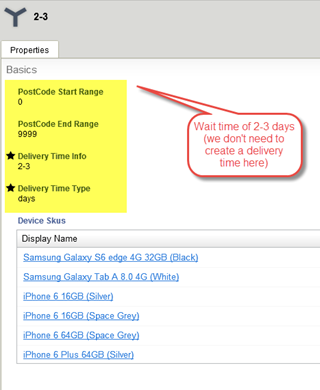 2-3
Properties
Basics
PostCode Start Range
0
PostCode End Range
9999
Delivery Time Info
2-3
Delivery Time Type
days
Wait time of 2-3 days
(we don't need to
create a delivery
time here)
Device Skus
Display Name
Samsung Galaxy S6 edge 4G 32GB (Black)
Samsung Galaxy Tab A 8.0 4G (White)
iPhone 6 16GB (Silver)
iPhone 6 16GB (Space Grey)
iPhone 6 64GB (Space Grey)
iPhone 6 Plus 64GB (Silver)